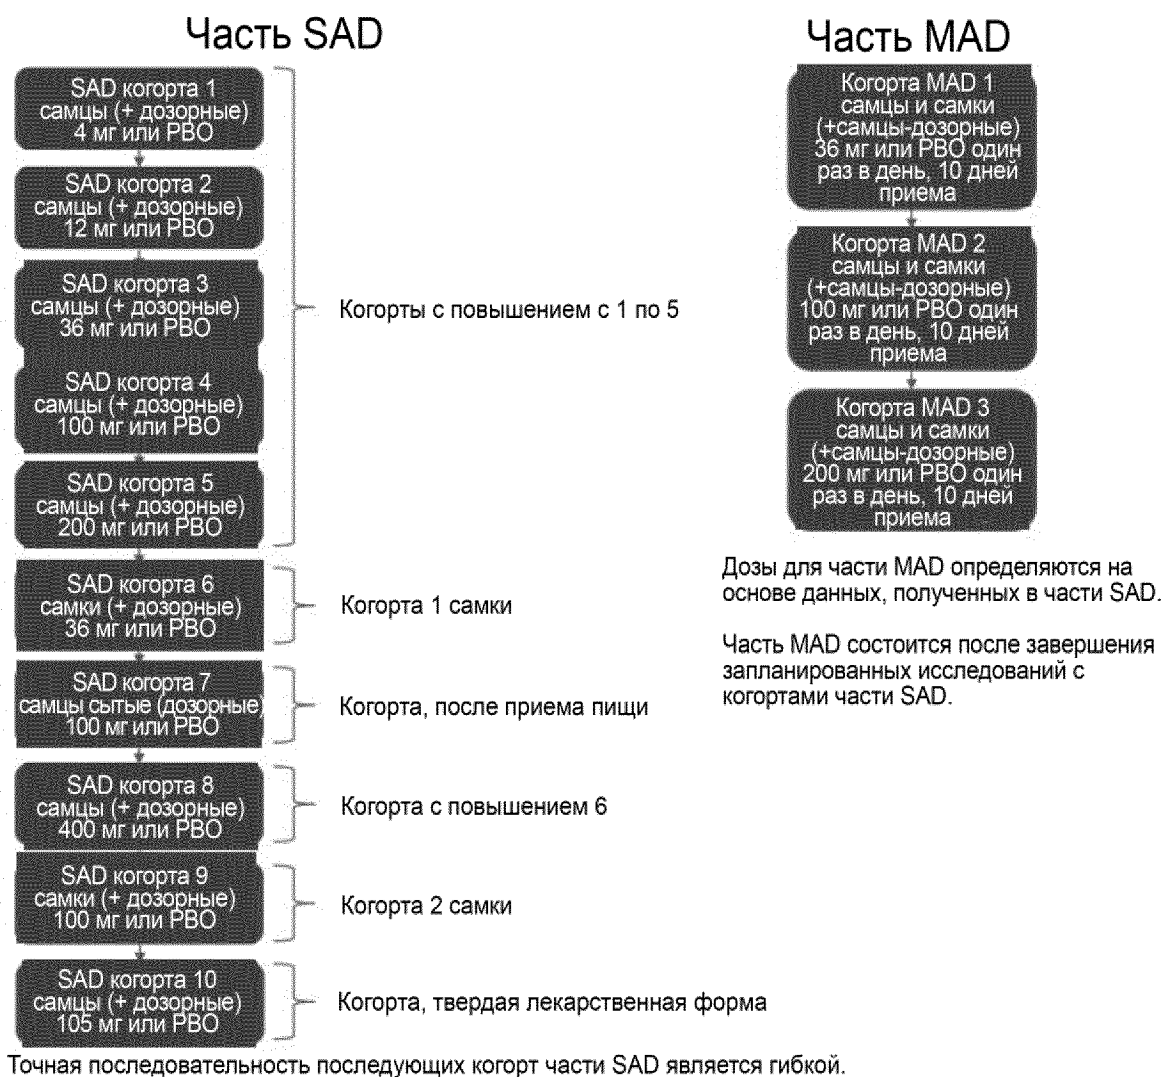 Часть SAD
SAD когорта 1
самцы (+ дозорные)
4 мг или PBO
SAD когорта 2
самцы (+ дозорные)
12 мг или PBO
SAD когорта 3
самцы (+ дозорные)
36 мг или PBO
SAD когорта 4
самцы (+ дозорные)
100 мг или PBO
SAD когорта 5
самцы (+ дозорные)
200 мг или PBO
Когорты с повышением с 1 по 5
SAD когорта 6
самки (+ дозорные)
36 мг или PBO
Когорта 1 самки
SAD когорта 7
самцы сытые (дозорные)
100 мг или PBO
Когорта, после приема пищи
SAD когорта 8
самцы (+ дозорные)
400 мг или PBO
Когорта с повышением 6
SAD когорта 9
самки (+ дозорные)
100 мг или PBO
Когорта 2 самки
SAD когорта 10
самцы (+ дозорные)
105 мг или PBO
Когорта, твердая лекарственная форма
Часть MAD
Когорта MAD 1
самцы и самки
(+самцы-дозорные)
36 мг или PBO один
раз в день, 10 дней
приема
Когорта MAD 2
самцы и самки
(+самцы-дозорные)
100 мг или PBO один
раз в день, 10 дней
приема
Когорта MAD 3
самцы и самки
(+самцы-дозорные)
200 мг или PBO один
раз в день, 10 дней
приема
Дозы для части MAD определяются на
основе данных, полученных в части SAD.
Часть MAD состоится после завершения
запланированных исследований с
когортами части SAD.
Точная последовательность последующих когорт части SAD является гибкой.